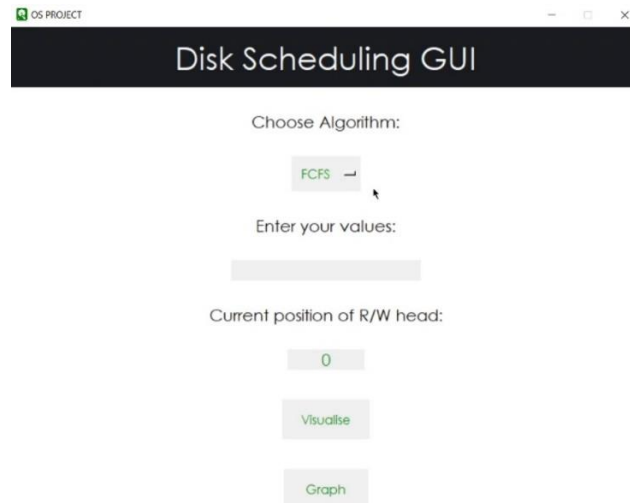 OS PROJECT
Disk Scheduling GUI
Choose Algorithm:
FCFS
Enter your values:
Current position of R/W head:
0
Visualise
Graph